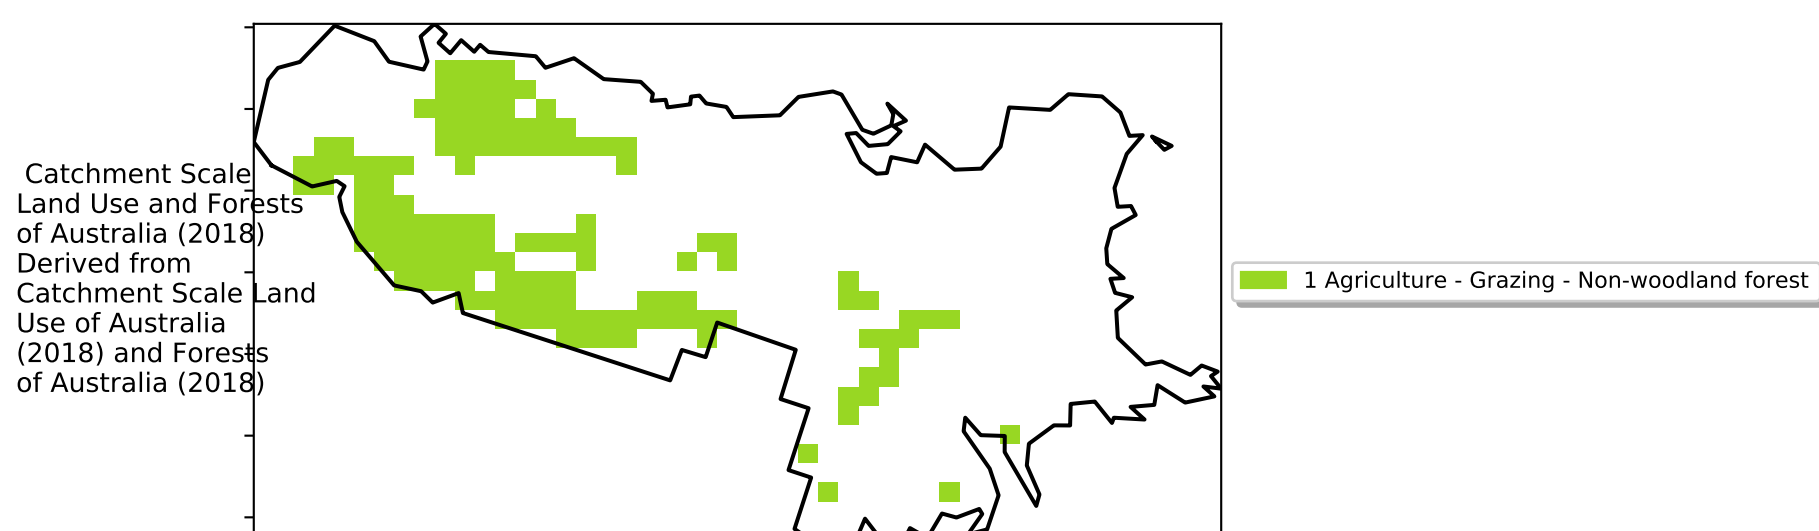 Catchment Scale
Land Use and Forests
of Australia (2018)
Derived from
Catchment Scale Land
Use of Australia
(2018) and Forests
of Australia (2018)
1 Agriculture - Grazing - Non-woodland forest